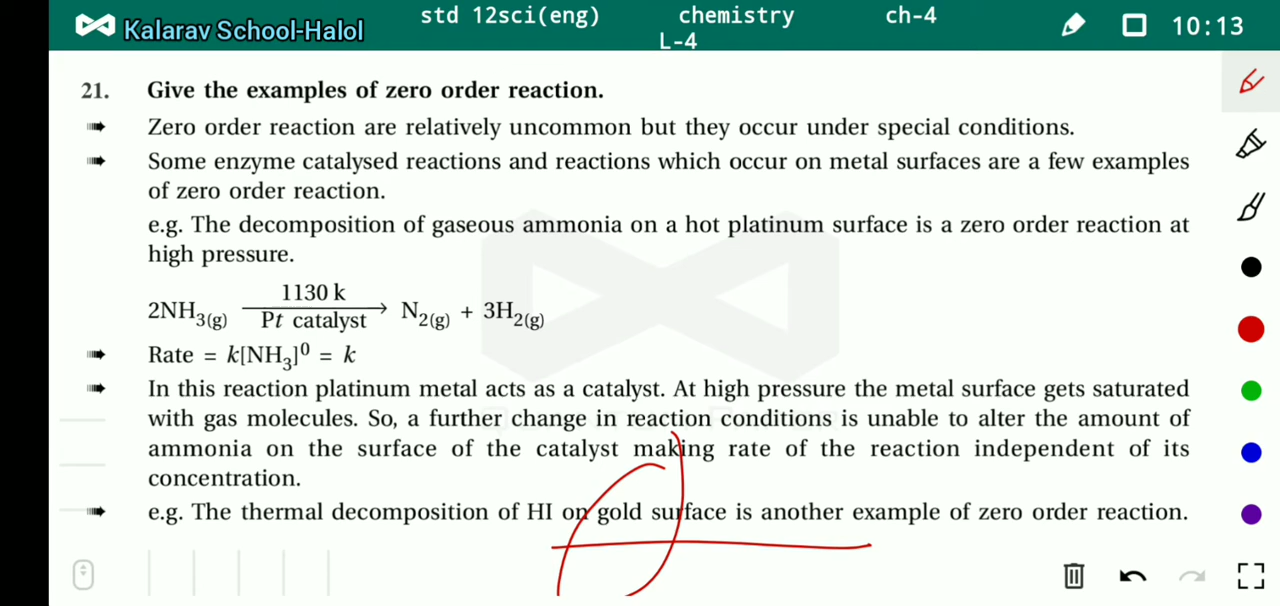 Kalarav School-Halol
std 12sci(eng) chemistry ch-4
L-4
10:13
21. Give the examples of zero order reaction.
Zero order reaction are relatively uncommon but they occur under special conditions.
Some enzyme catalysed reactions and reactions which occur on metal surfaces are a few examples
of zero order reaction.
e.g. The decomposition of gaseous ammonia on a hot platinum surface is a zero order reaction at
high pressure.
1130 k
2NH₃(g) ⟶ N₂(g) + 3H₂(g)
Pt catalyst
Rate = k[NH₃]⁰ = k
In this reaction platinum metal acts as a catalyst. At high pressure the metal surface gets saturated
with gas molecules. So, a further change in reaction conditions is unable to alter the amount of
ammonia on the surface of the catalyst making rate of the reaction independent of its
concentration.
e.g. The thermal decomposition of HI on gold surface is another example of zero order reaction.